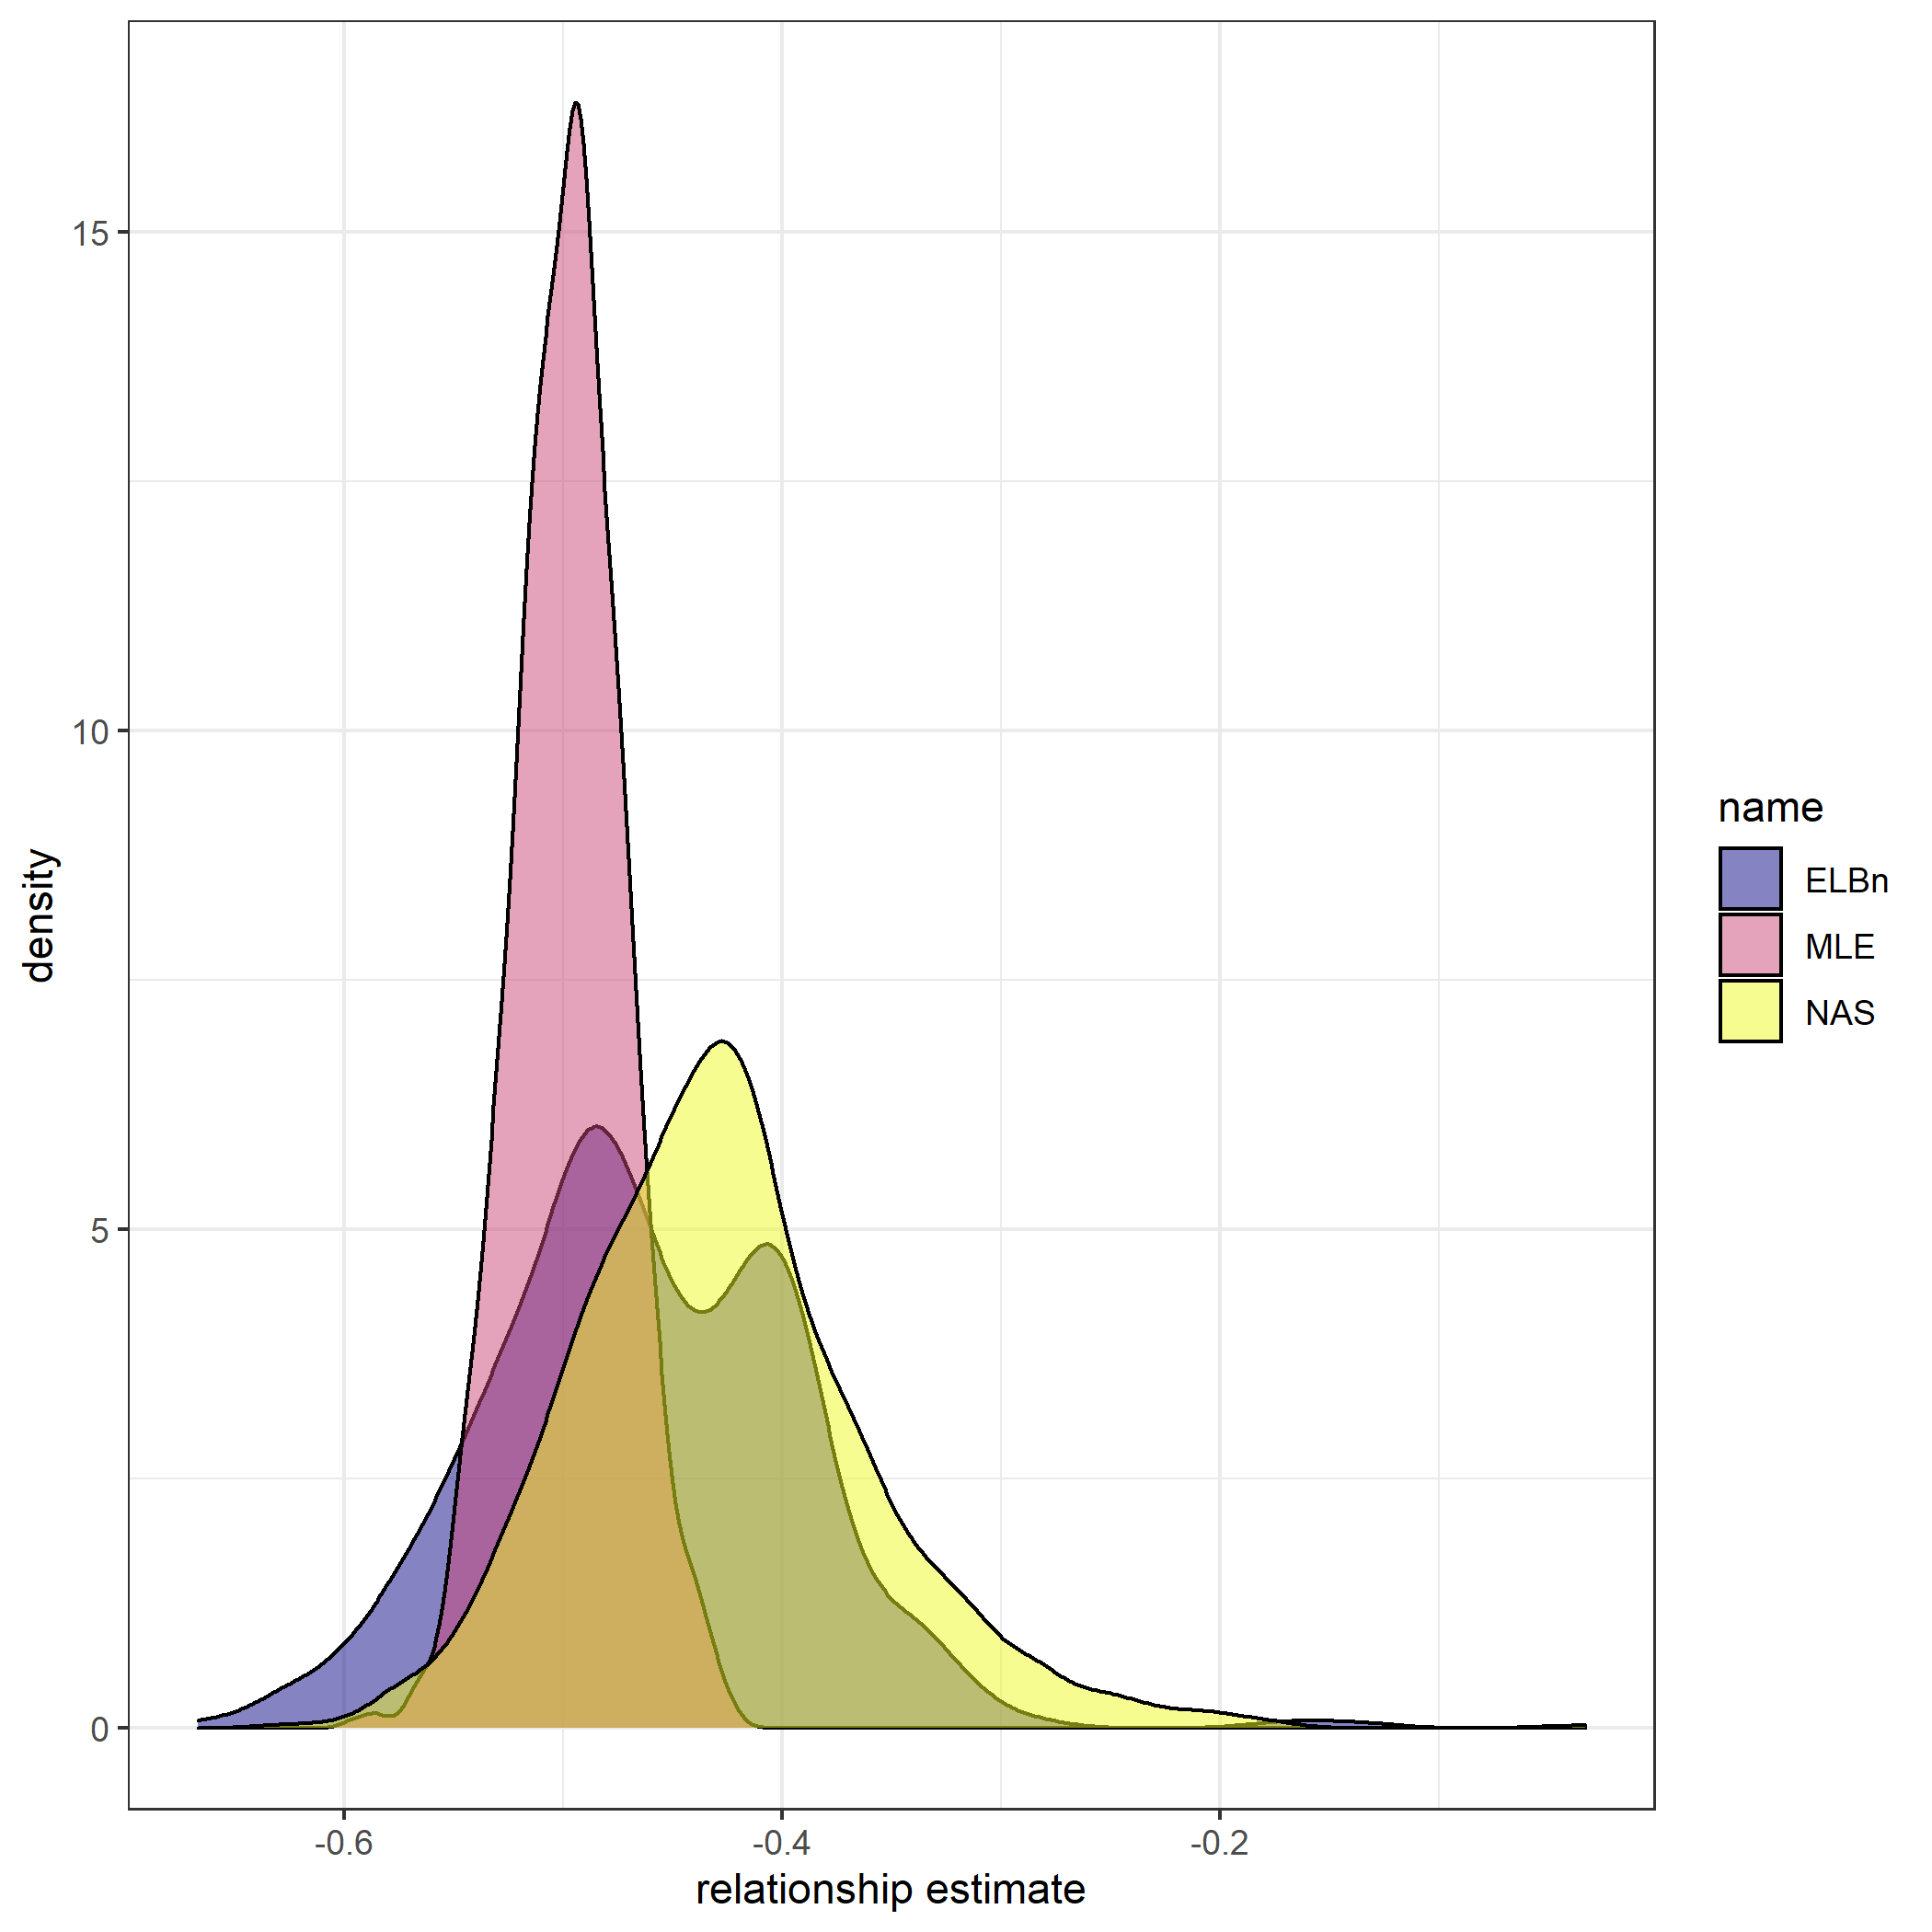 15
10
5
0
density
-0.6
-0.4
-0.2
relationship estimate
name
ELBn
MLE
NAS